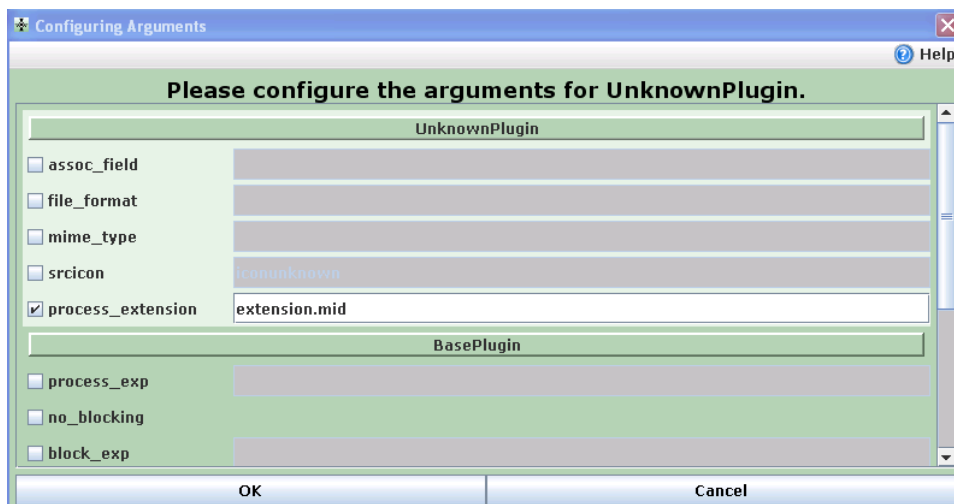 Configuring Arguments
Help
Please configure the arguments for UnknownPlugin.
UnknownPlugin
assoc_field
file_format
mime_type
srcicon iconunknown
process_extension extension.mid
BasePlugin
process_exp
no_blocking
block_exp
OK Cancel